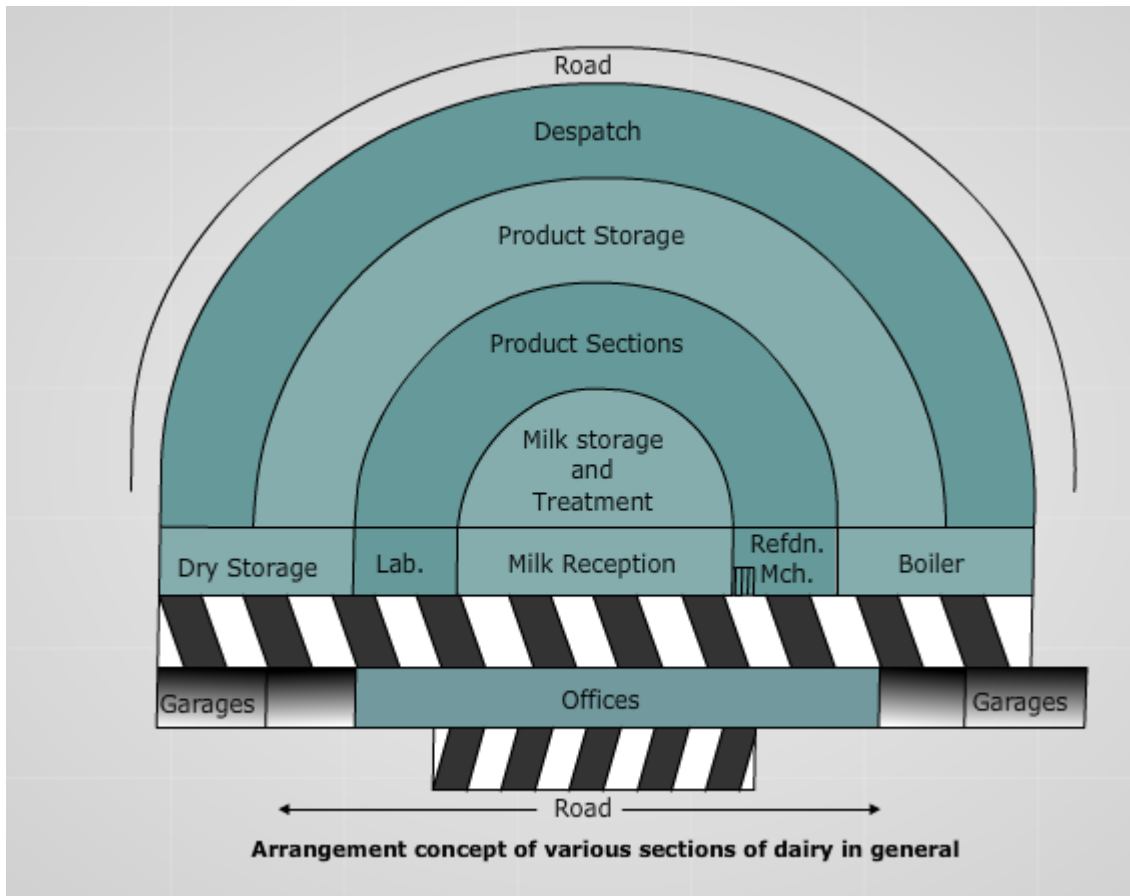 Road
Despatch
Product Storage
Product Sections
Milk storage
and
Treatment
Dry Storage
Lab.
Milk Reception
Refdn.
Mch.
Boiler
Garages
Offices
Garages
Road
Arrangement concept of various sections of dairy in general